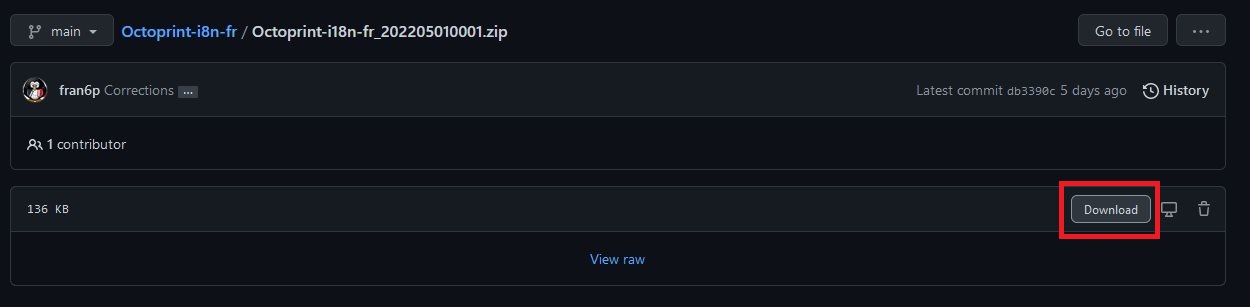 main Octoprint-i8n-fr / Octoprint-i18n-fr_202205010001.zip Go to file ...
fran6p Corrections ... Latest commit db3390c 5 days ago History
1 contributor
136 KB Download
View raw